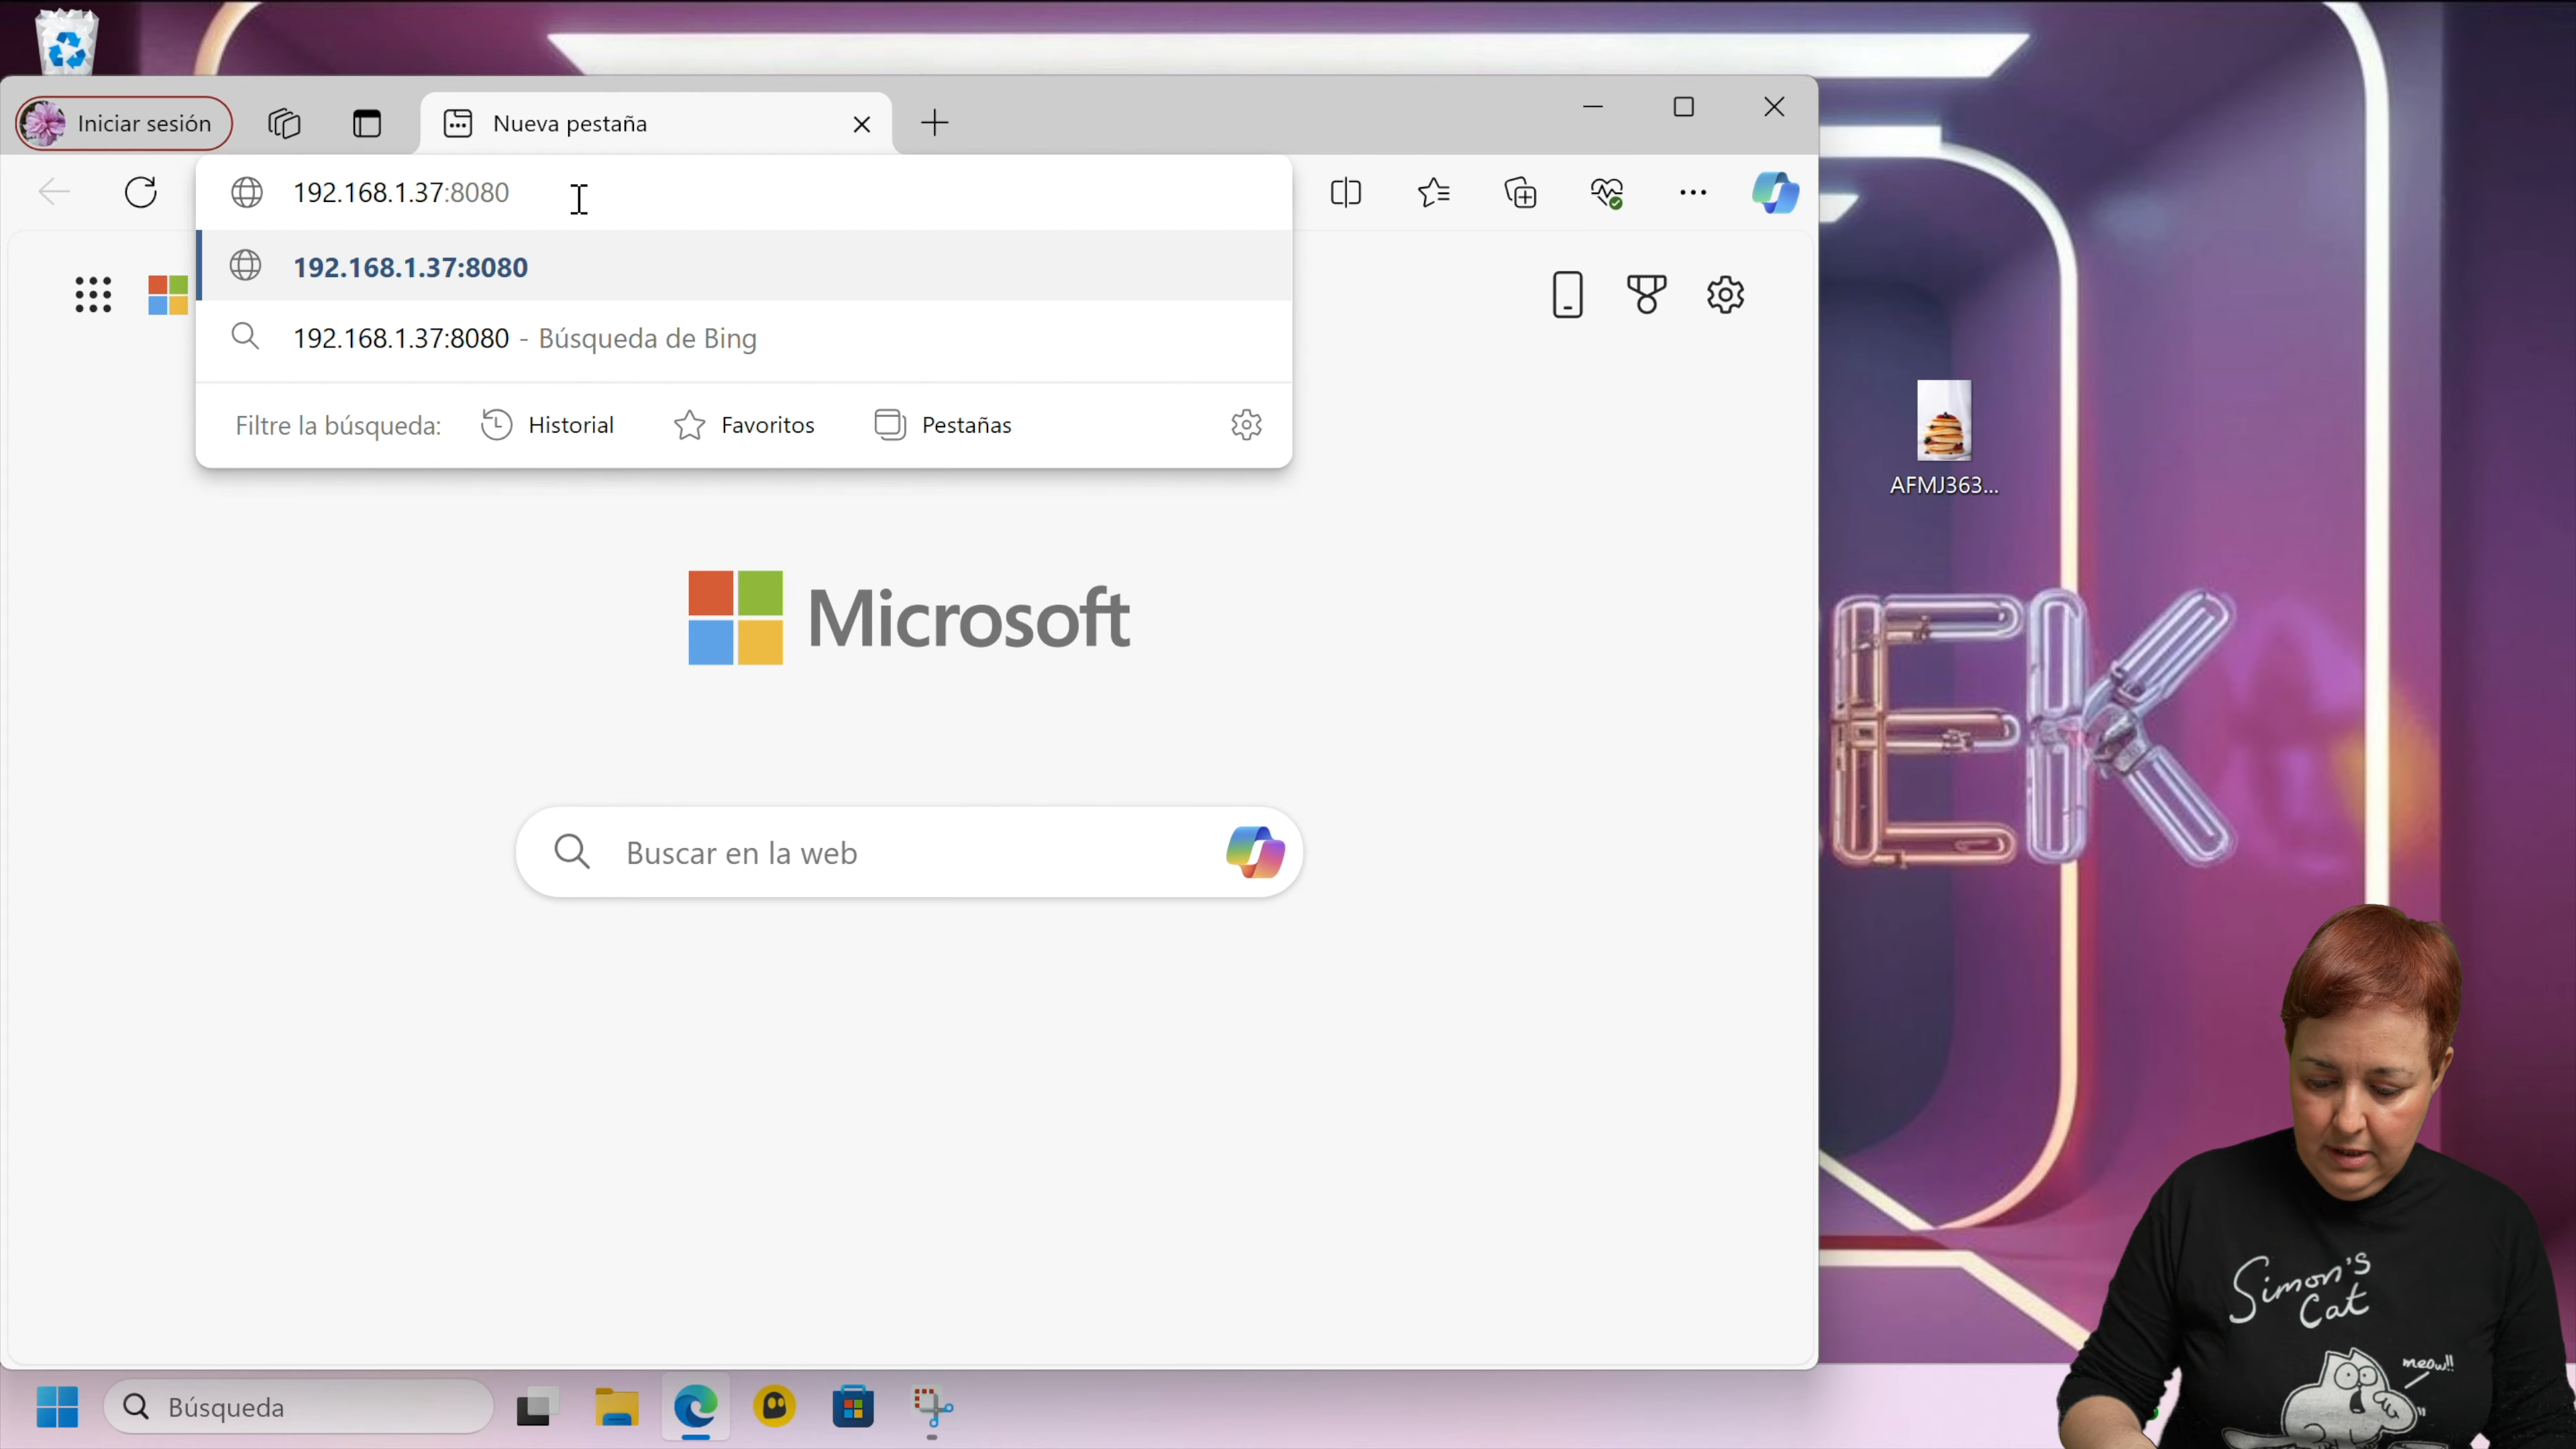 Iniciar sesión
Nueva pestaña
192.168.1.37:8080
192.168.1.37:8080
192.168.1.37:8080 - Búsqueda de Bing
Filtre la búsqueda:
Historial
Favoritos
Pestañas
AFMJ363...
Microsoft
EK
Buscar en la web
Simon's
Cat
meow!!
Búsqueda